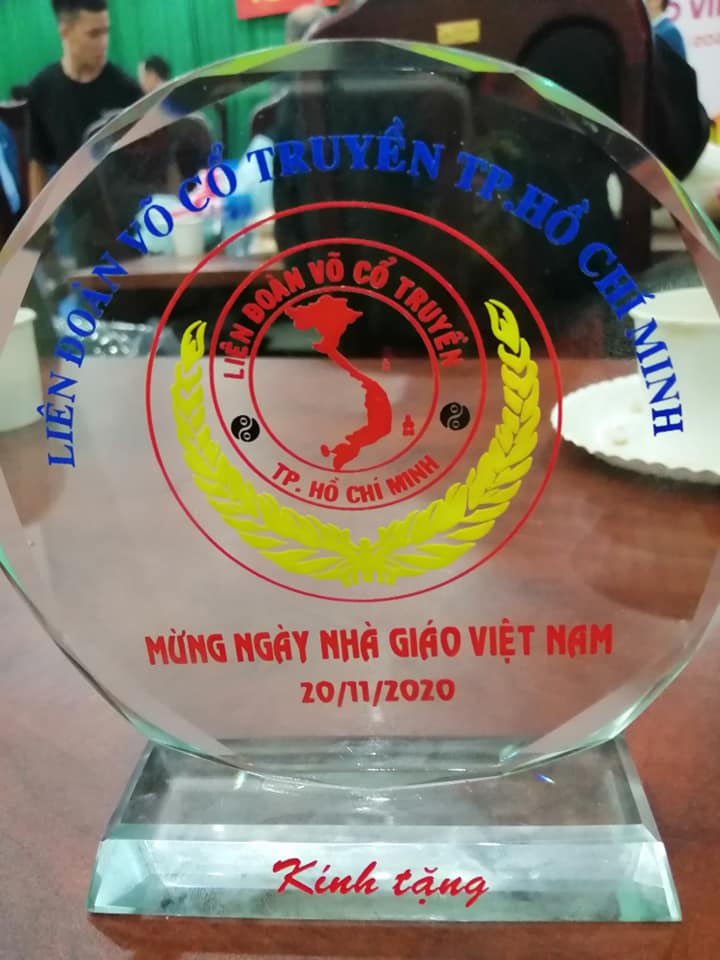 LIÊN ĐOÀN VÕ CỔ TRUYỀN TP.HỒ CHÍ MINH
LIÊN ĐOÀN VÕ CỔ TRUYỀN
TP. HỒ CHÍ MINH
MỪNG NGÀY NHÀ GIÁO VIỆT NAM
20/11/2020
Kính tặng